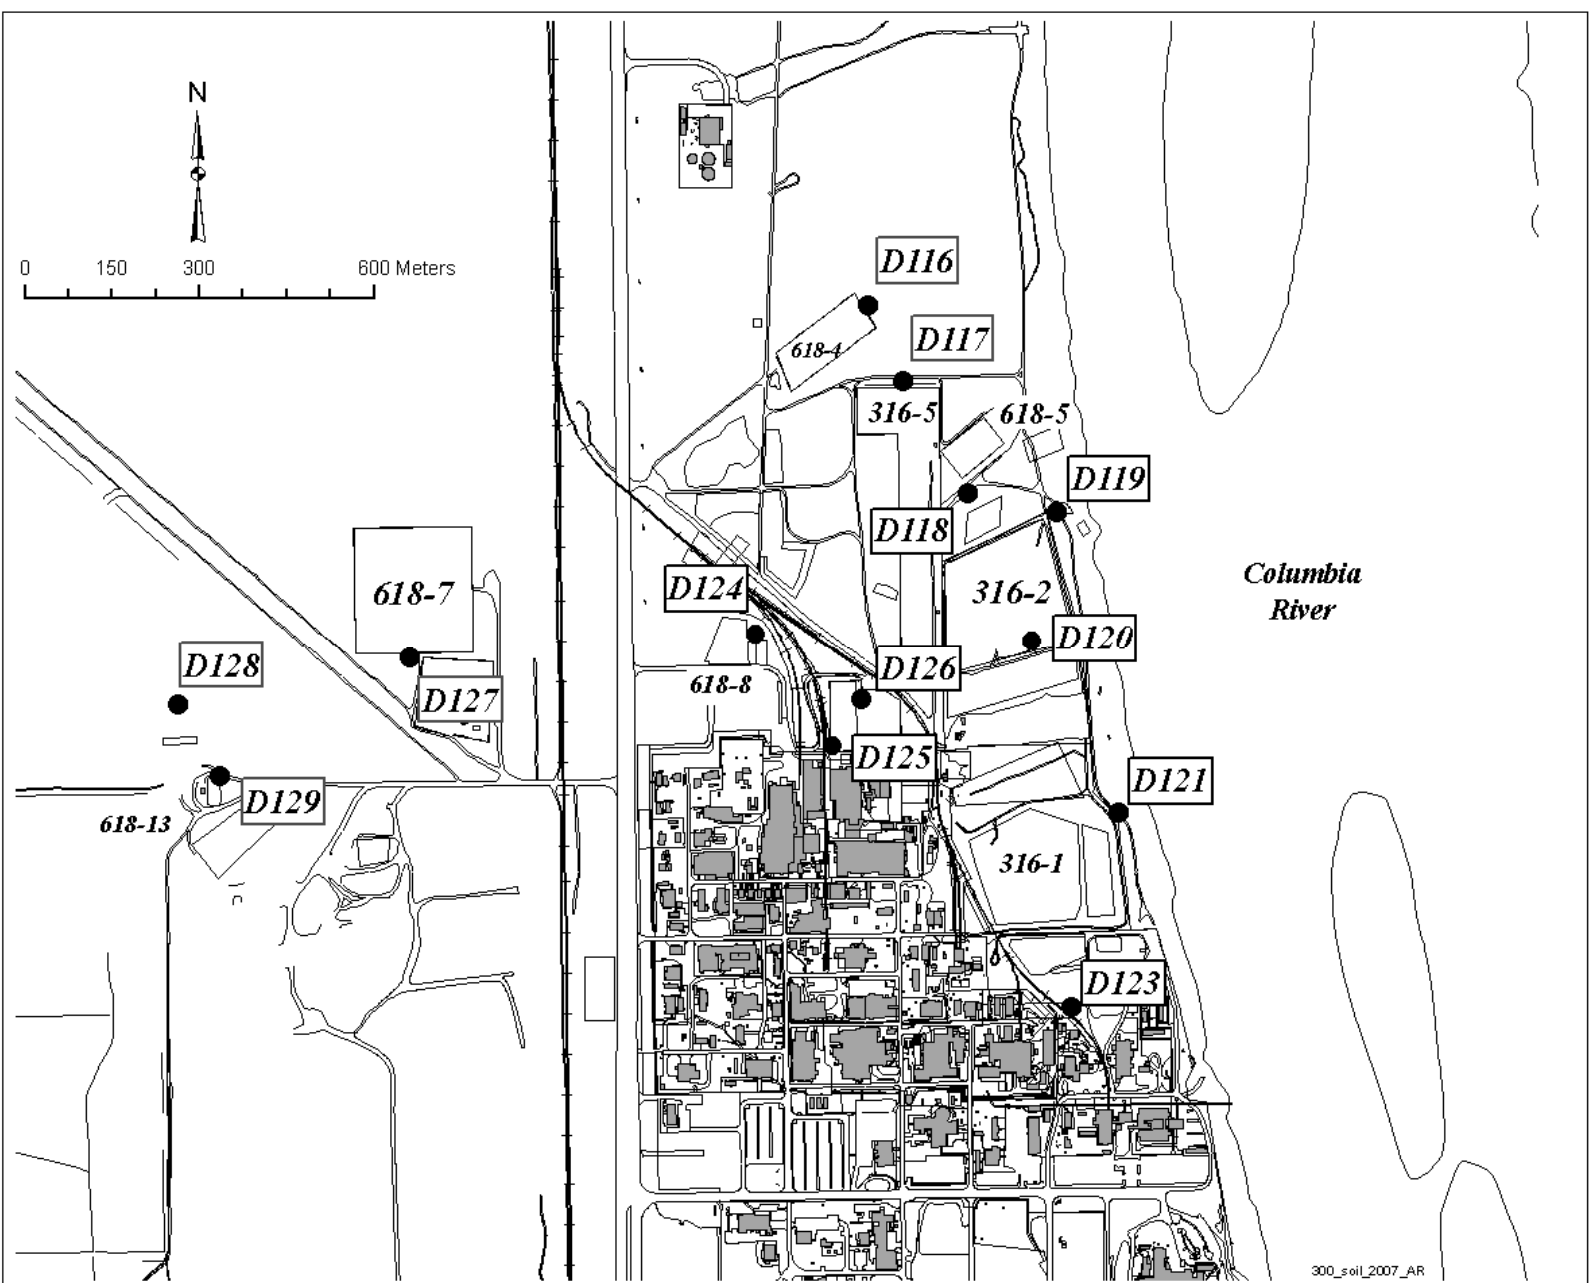 N
0 150 300 600 Meters
D116
D117
618-4
316-5 618-5
D119
D118
D124
618-7
316-2
Columbia
River
D128
D120
D126
618-8
D127
D125
D121
D129
618-13
316-1
D123
300_soil_2007_AR